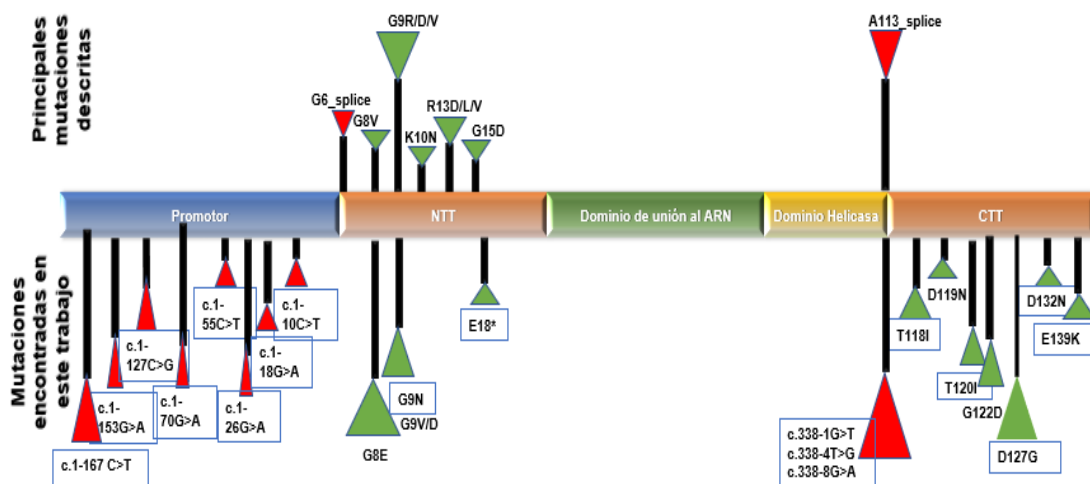 Principales
mutaciones
descritas
G9R/D/V
A113_splice
G6_splice
G8V
K10N
R13D/L/V
G15D
Promotor
NTT
Dominio de unión al ARN
Dominio Helicasa
CTT
Mutaciones
encontradas en
este trabajo
c.1-167 C>T
c.1-
153G>A
c.1-
127C>G
c.1-
70G>A
c.1-
55C>T
c.1-
26G>A
c.1-
18G>A
c.1-
10C>T
G8E
G9N
G9V/D
E18*
c.338-1G>T
c.338-4T>G
c.338-8G>A
T118I
D119N
T120I
G122D
D127G
D132N
E139K